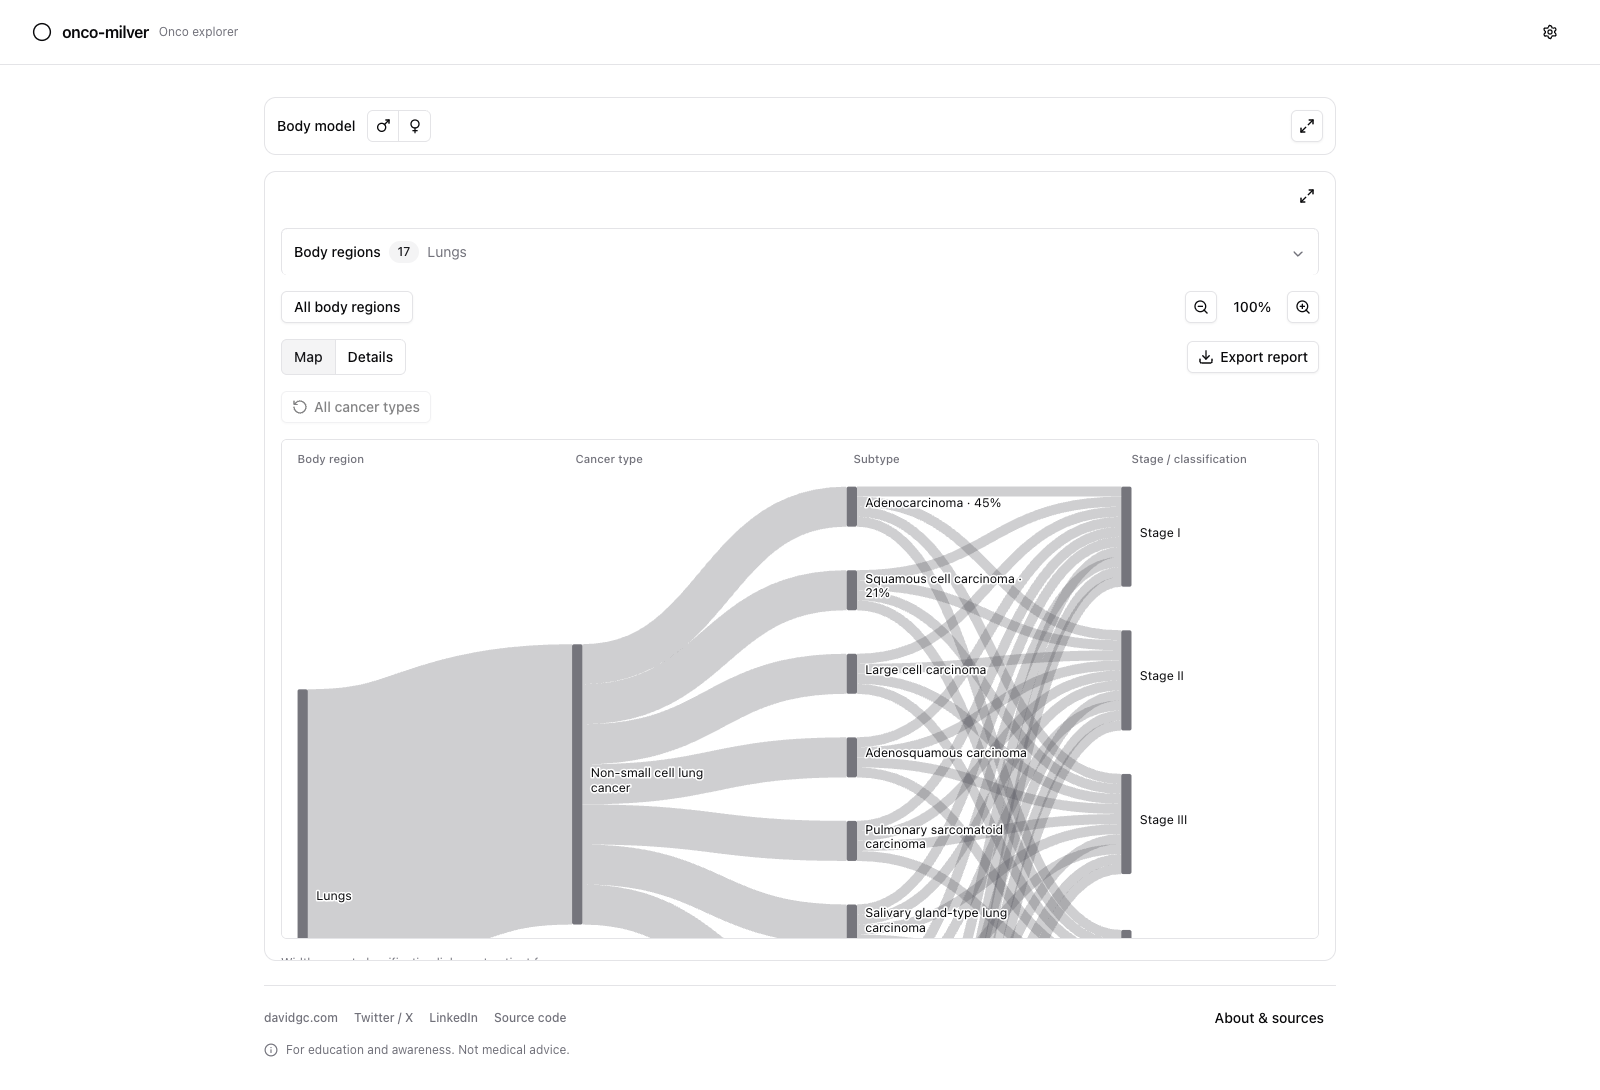 onco-milver Onco explorer
Body model
Body regions 17 Lungs
All body regions
100%
Map Details
Export report
All cancer types
Body region Cancer type Subtype Stage / classification
Adenocarcinoma · 45%
Stage I
Squamous cell carcinoma ·
21%
Large cell carcinoma
Stage II
Adenosquamous carcinoma
Non-small cell lung
cancer
Stage III
Pulmonary sarcomatoid
carcinoma
Lungs
Salivary gland-type lung
carcinoma
davidgc.com Twitter / X LinkedIn Source code
About & sources
For education and awareness. Not medical advice.